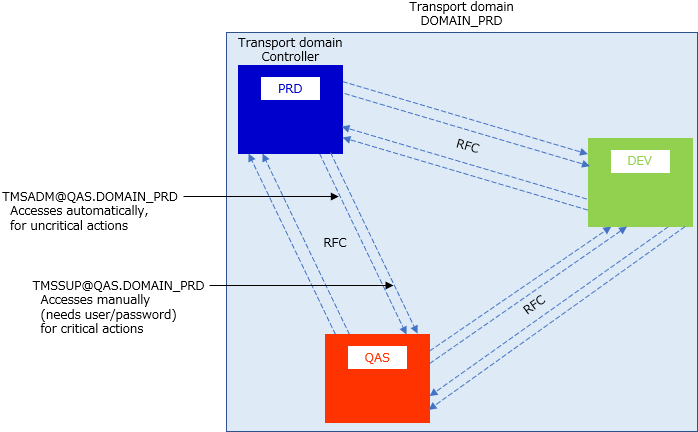 Transport domain
DOMAIN_PRD
Transport domain
Controller
PRD
RFC
DEV
TMSADM@QAS.DOMAIN_PRD
Accesses automatically,
for uncritical actions
RFC
TMSSUP@QAS.DOMAIN_PRD
Accesses manually
(needs user/password)
for critical actions
RFC
QAS